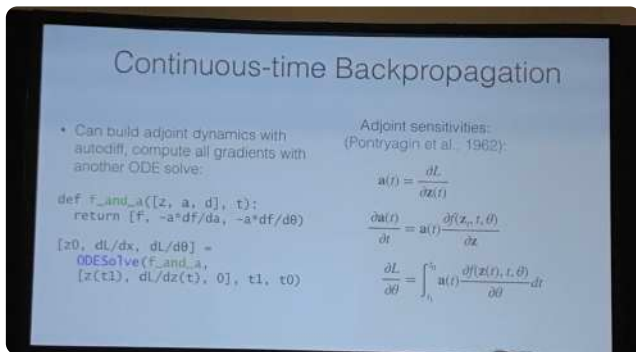 Continuous-time Backpropagation
• Can build adjoint dynamics with
autodiff, compute all gradients with
another ODE solve:
def f_and_a([z, a, d], t):
return [f, -a*df/da, -a*df/dθ)
[z0, dL/dx, dL/dθ] =
ODESolve(f_and_a,
[z(t1), dL/dz(t), 0], t1, t0)
Adjoint sensitivities:
(Pontryagin et al., 1962):
a(t) = ∂L/∂z(t)
∂a(t)/∂t = a(t) ∂f(z, t, θ)/∂z
∂L/∂θ = ∫ a(t) ∂f(z(t), t, θ)/∂θ dt